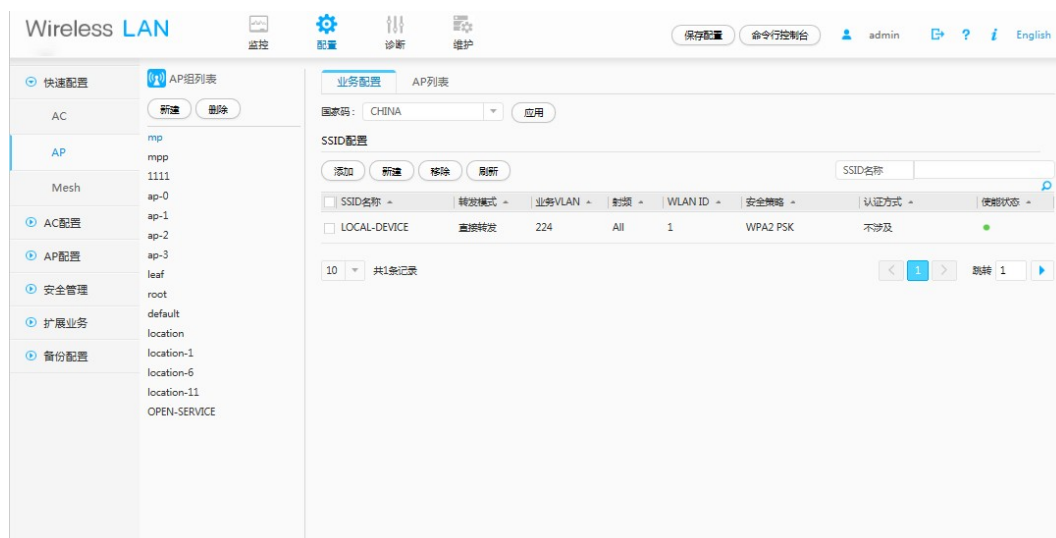 Wireless LAN
监控
配置
诊断
维护
保存配置
命令行控制台
admin
?
i
English
快速配置
AC
AP
Mesh
AC配置
AP配置
安全管理
扩展业务
备份配置
AP组列表
新建
删除
mp
mpp
1111
ap-0
ap-1
ap-2
ap-3
leaf
root
default
location
location-1
location-6
location-11
OPEN-SERVICE
业务配置 AP列表
国家码: CHINA 应用
SSID配置
添加 新建 移除 刷新 SSID名称
SSID名称 转发模式 业务VLAN 射频 WLAN ID 安全策略 认证方式 使能状态
LOCAL-DEVICE 直接转发 224 All 1 WPA2 PSK 不涉及
10 共1条记录 < 1 > 跳转 1